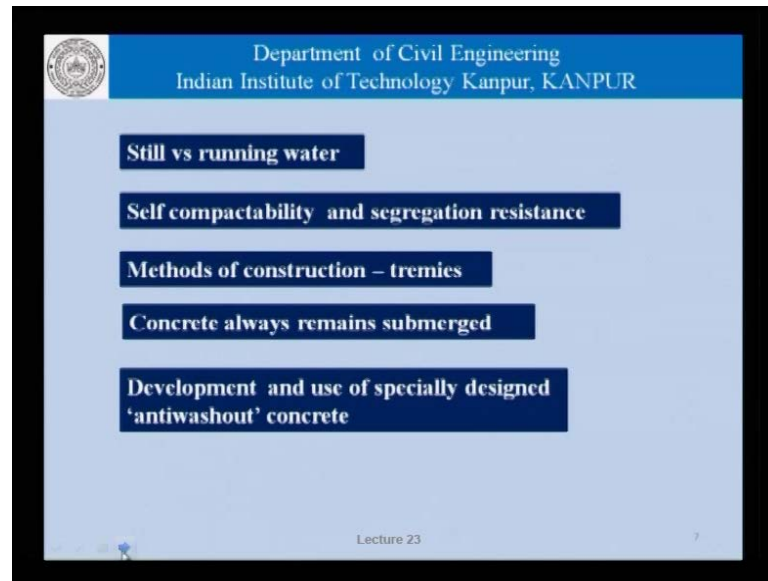 Department of Civil Engineering
Indian Institute of Technology Kanpur, KANPUR
Still vs running water
Self compactability and segregation resistance
Methods of construction – tremies
Concrete always remains submerged
Development and use of specially designed
‘antiwashout’ concrete
Lecture 23
7